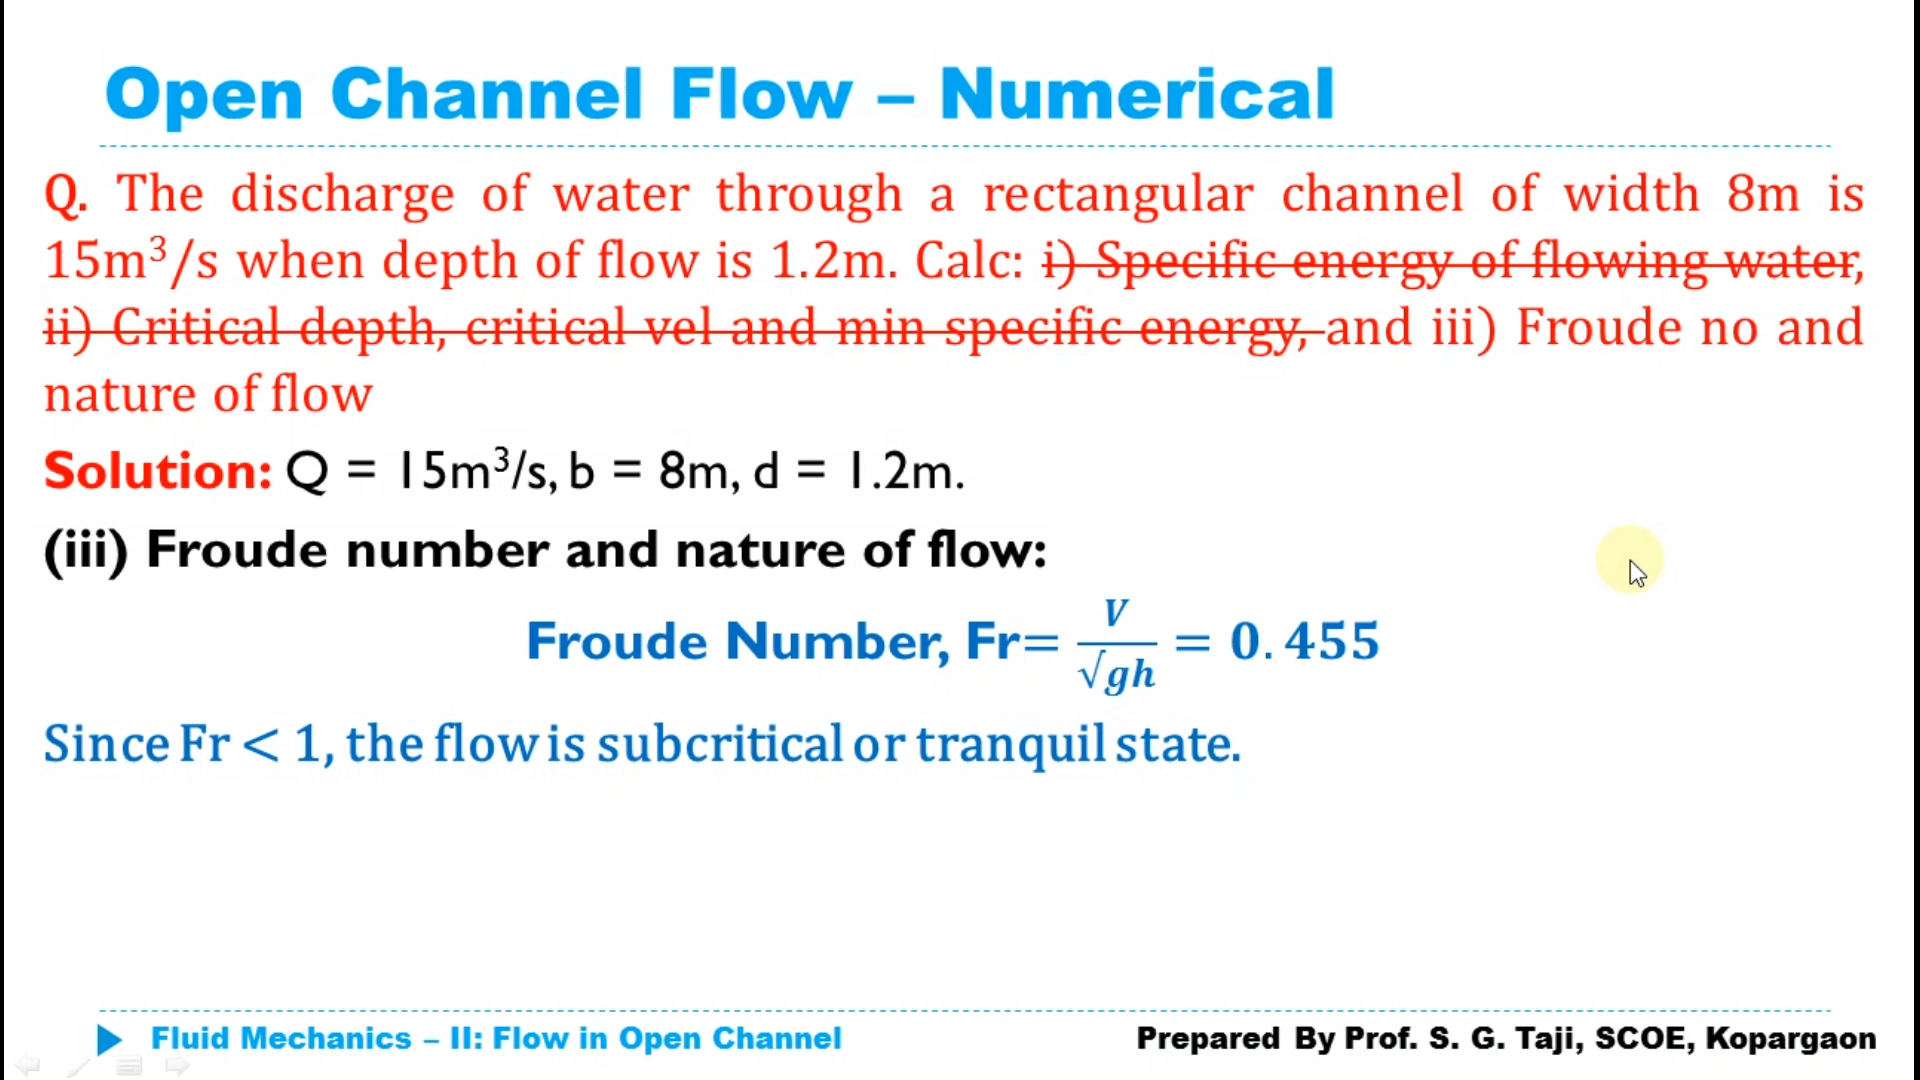 Open Channel Flow – Numerical
Q. The discharge of water through a rectangular channel of width 8m is
15m³/s when depth of flow is 1.2m. Calc: i) Specific energy of flowing water,
ii) Critical depth, critical vel and min specific energy, and iii) Froude no and
nature of flow
Solution: Q = 15m³/s, b = 8m, d = 1.2m.
(iii) Froude number and nature of flow:
Froude Number, Fr= V/√gh = 0.455
Since Fr < 1, the flow is subcritical or tranquil state.
Fluid Mechanics – II: Flow in Open Channel
Prepared By Prof. S. G. Taji, SCOE, Kopargaon